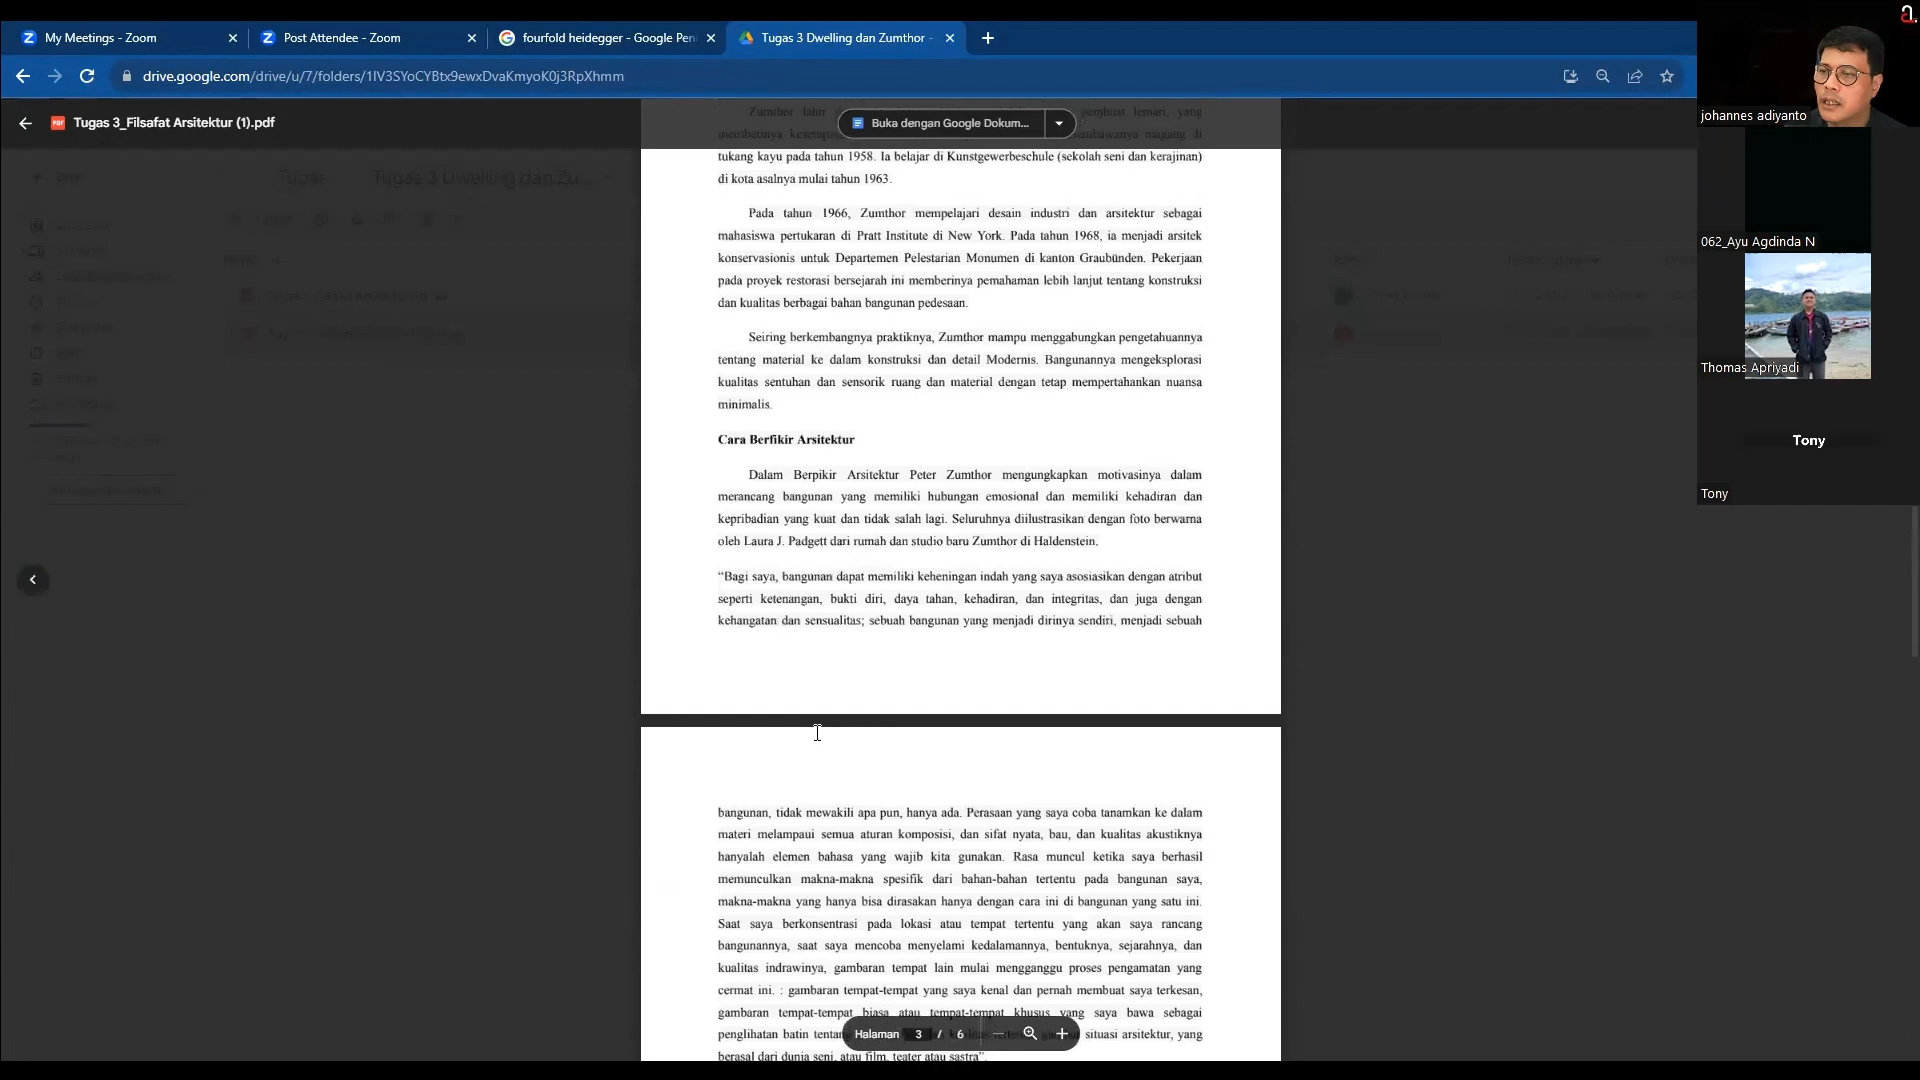 My Meetings - Zoom
Post Attendee - Zoom
fourfold heidegger - Google Pen
Tugas 3 Dwelling dan Zumthor -
drive.google.com/drive/u/7/folders/1IV3SYoCYBtx9ewxDvaKmyoK0j3RpXhmm
johannes adiyanto
Tugas 3_Filsafat Arsitektur (1).pdf
Buka dengan Google Dokum...
Zumthor lahir pembuat lemari, yang
magang di
tukang kayu pada tahun 1958. Ia belajar di Kunstgewerbeschule (sekolah seni dan kerajinan)
di kota asalnya mulai tahun 1963.
Tugas Tugas 3 Dwelling dan Zu...
Pada tahun 1966, Zumthor mempelajari desain industri dan arsitektur sebagai
mahasiswa pertukaran di Pratt Institute di New York. Pada tahun 1968, ia menjadi arsitek
konservasionis untuk Departemen Pelestarian Monumen di kanton Graubünden. Pekerjaan
pada proyek restorasi bersejarah ini memberinya pemahaman lebih lanjut tentang konstruksi
dan kualitas berbagai bahan bangunan pedesaan.
062_Ayu Agdinda N
Seiring berkembangnya praktiknya, Zumthor mampu menggabungkan pengetahuannya
tentang material ke dalam konstruksi dan detail Modernis. Bangunannya mengeksplorasi
kualitas sentuhan dan sensorik ruang dan material dengan tetap mempertahankan nuansa
minimalis.
Thomas Apriyadi
Cara Berfikir Arsitektur
Tony
Dalam Berpikir Arsitektur Peter Zumthor mengungkapkan motivasinya dalam
merancang bangunan yang memiliki hubungan emosional dan memiliki kehadiran dan
kepribadian yang kuat dan tidak salah lagi. Seluruhnya diilustrasikan dengan foto berwarna
oleh Laura J. Padgett dari rumah dan studio baru Zumthor di Haldenstein.
Tony
“Bagi saya, bangunan dapat memiliki keheningan indah yang saya asosiasikan dengan atribut
seperti ketenangan, bukti diri, daya tahan, kehadiran, dan integritas, dan juga dengan
kehangatan dan sensualitas; sebuah bangunan yang menjadi dirinya sendiri, menjadi sebuah
bangunan, tidak mewakili apa pun, hanya ada. Perasaan yang saya coba tanamkan ke dalam
materi melampaui semua aturan komposisi, dan sifat nyata, bau, dan kualitas akustiknya
hanyalah elemen bahasa yang wajib kita gunakan. Rasa muncul ketika saya berhasil
memunculkan makna-makna spesifik dari bahan-bahan tertentu pada bangunan saya,
makna-makna yang hanya bisa dirasakan hanya dengan cara ini di bangunan yang satu ini.
Saat saya berkonsentrasi pada lokasi atau tempat tertentu yang akan saya rancang
bangunannya, saat saya mencoba menyelami kedalamannya, bentuknya, sejarahnya, dan
kualitas indrawinya, gambaran tempat lain mulai mengganggu proses pengamatan yang
cermat ini. : gambaran tempat-tempat yang saya kenal dan pernah membuat saya terkesan,
gambaran tempat-tempat biasa atau tempat-tempat khusus yang saya bawa sebagai
penglihatan batin situasi arsitektur, yang
berasal dari dunia seni, atau film, teater atau sastra”.
Halaman 3 / 6